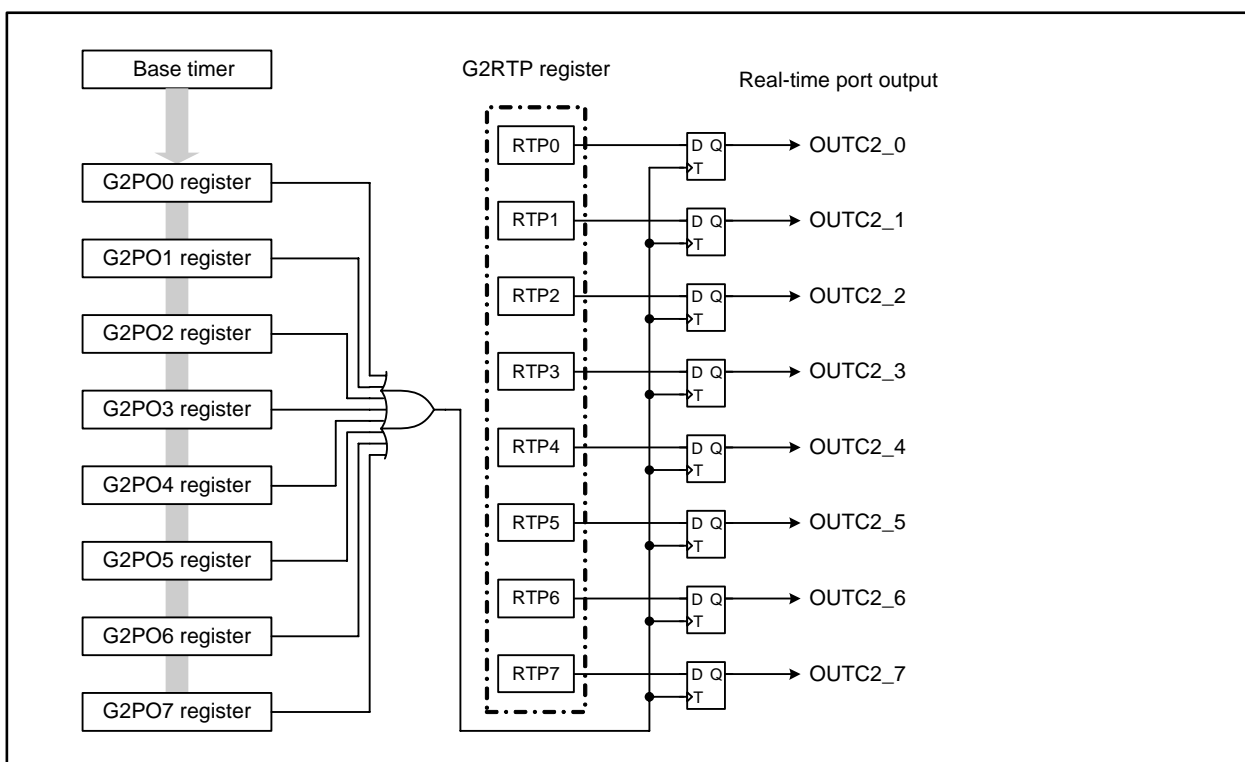 Base timer
G2RTP register
Real-time port output
G2PO0 register
G2PO1 register
G2PO2 register
G2PO3 register
G2PO4 register
G2PO5 register
G2PO6 register
G2PO7 register
RTP0
RTP1
RTP2
RTP3
RTP4
RTP5
RTP6
RTP7
D Q
T
OUTC2_0
D Q
T
OUTC2_1
D Q
T
OUTC2_2
D Q
T
OUTC2_3
D Q
T
OUTC2_4
D Q
T
OUTC2_5
D Q
T
OUTC2_6
D Q
T
OUTC2_7